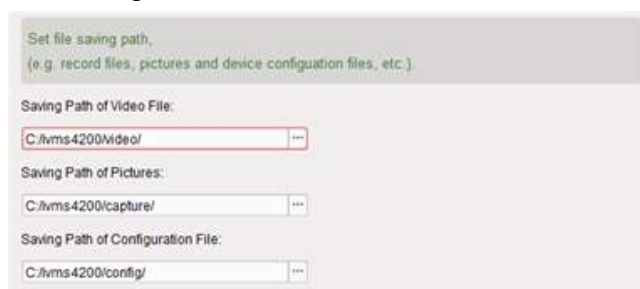 Set file saving path,
(e.g. record files, pictures and device configuation files, etc.).
Saving Path of Video File:
C:/ivms4200/video/ ...
Saving Path of Pictures:
C:/ivms4200/capture/ ...
Saving Path of Configuration File:
C:/ivms4200/config/ ...